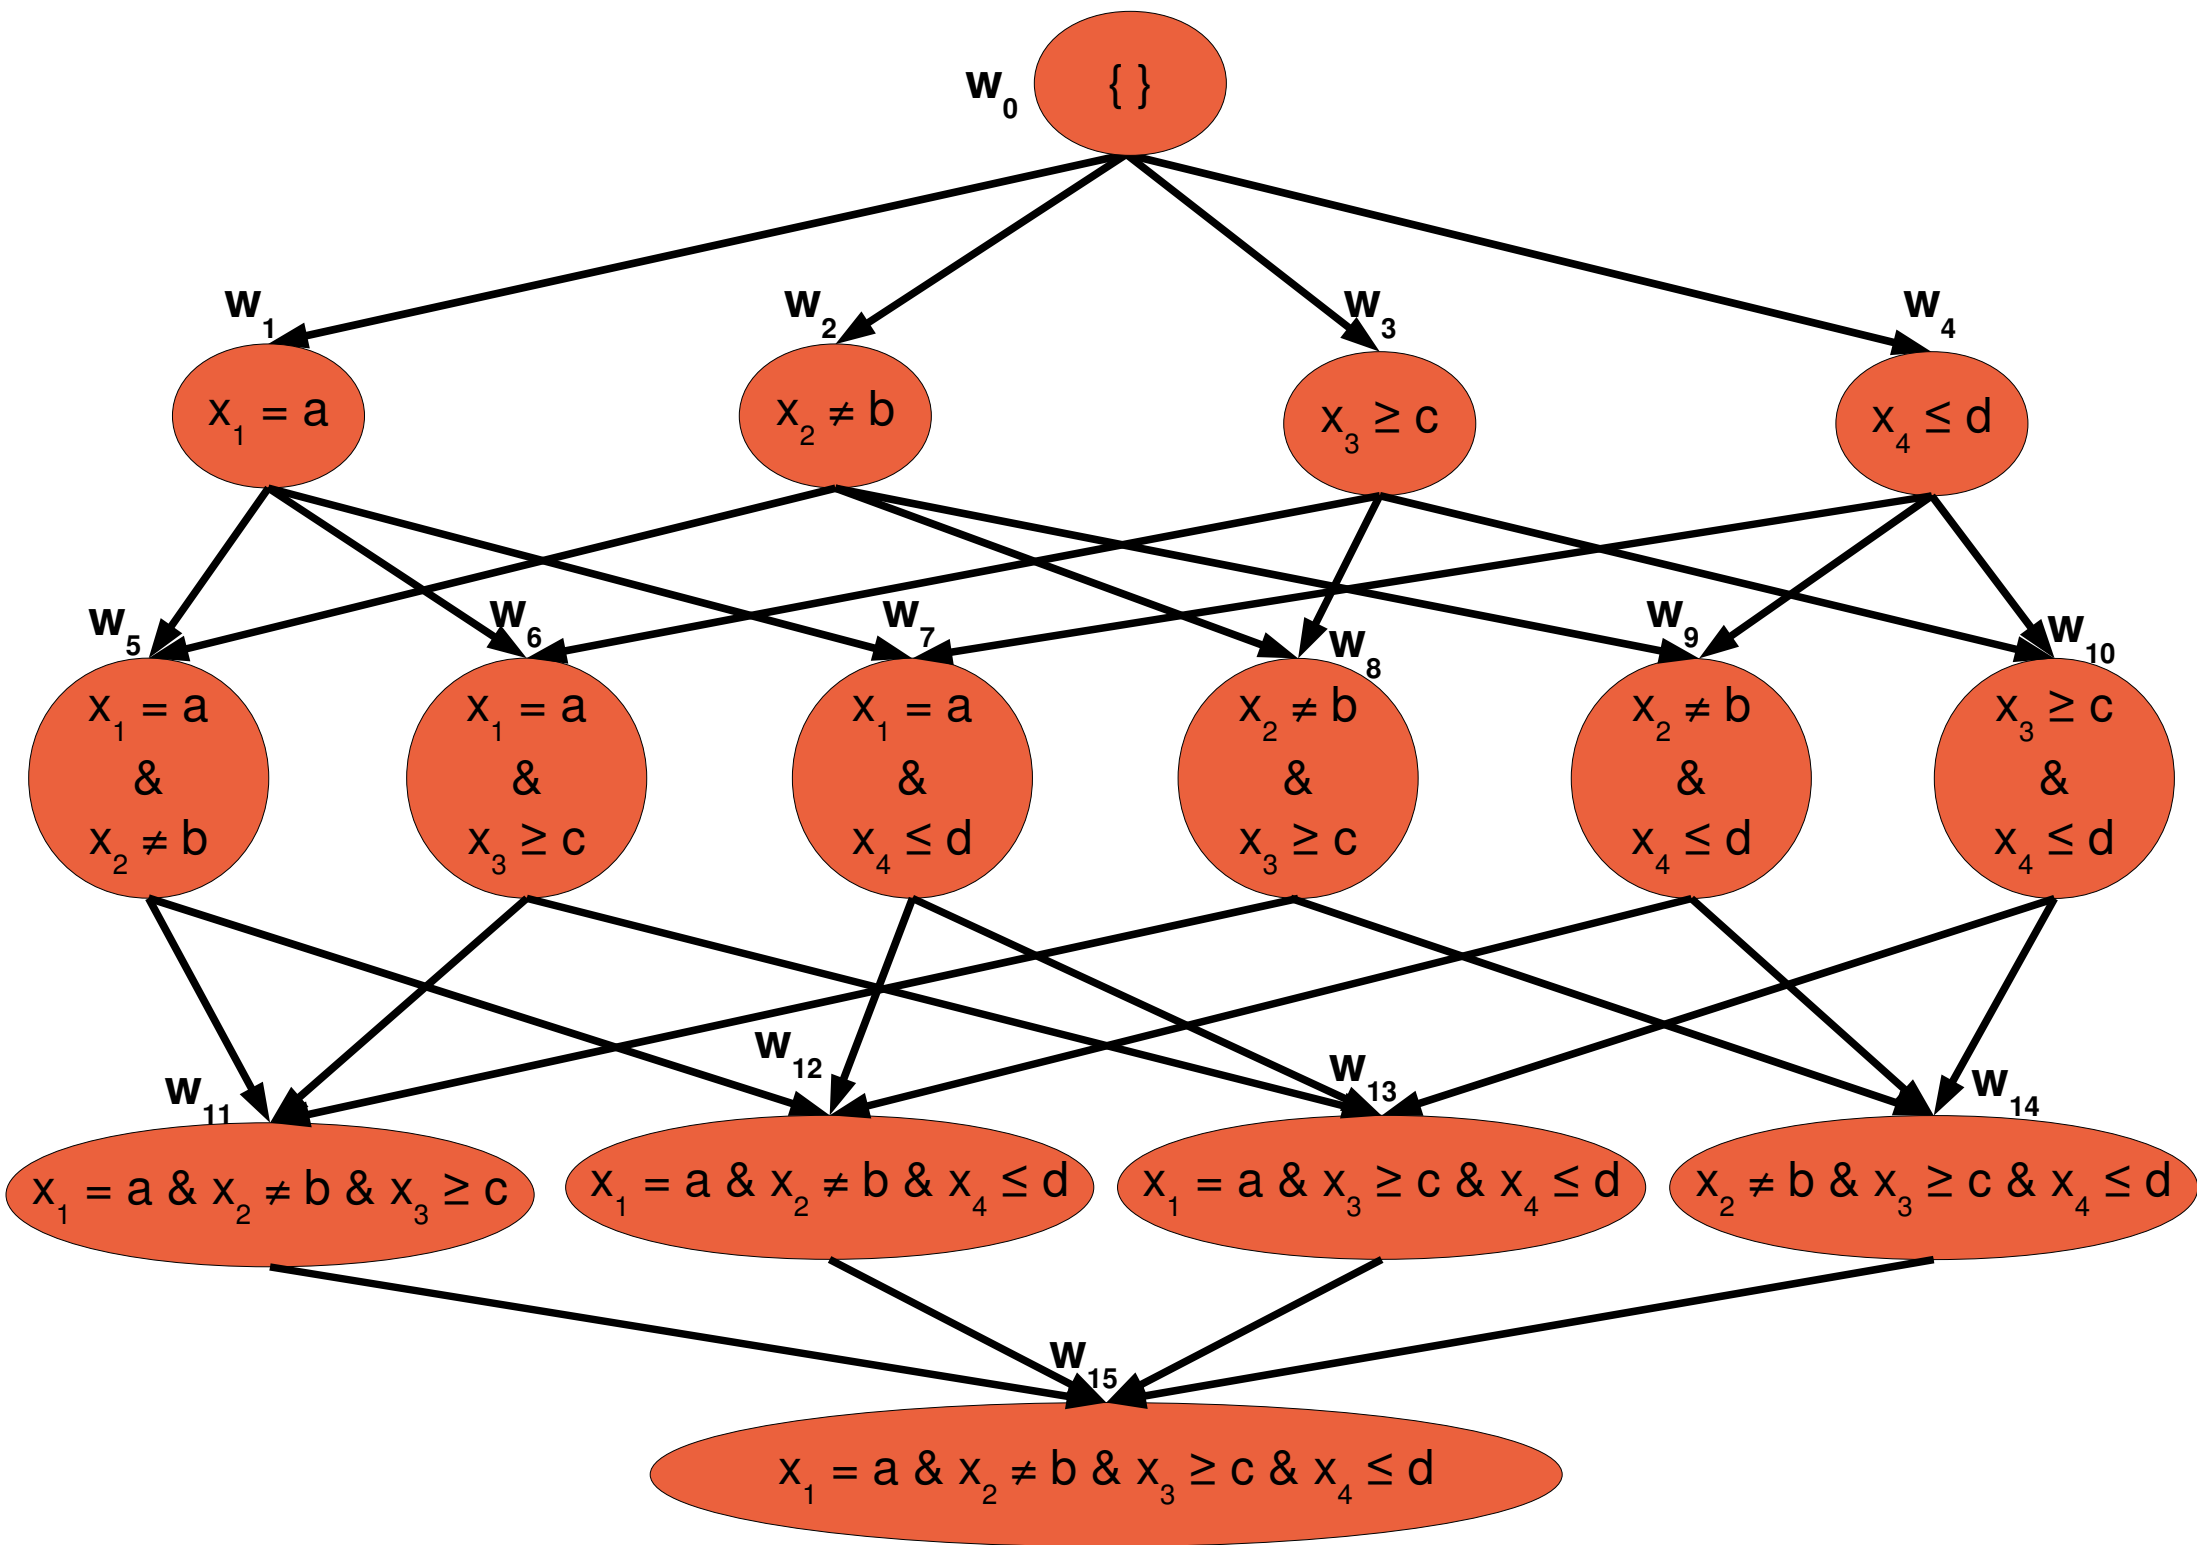 w₀ { }
w₁ w₂ w₃ w₄
x₁ = a
x₂ ≠ b
x₃ ≥ c
x₄ ≤ d
w₅ w₆ w₇ w₈ w₉ w₁₀
x₁ = a
&
x₂ ≠ b
x₁ = a
&
x₃ ≥ c
x₁ = a
&
x₄ ≤ d
x₂ ≠ b
&
x₃ ≥ c
x₂ ≠ b
&
x₄ ≤ d
x₃ ≥ c
&
x₄ ≤ d
w₁₁ w₁₂ w₁₃ w₁₄
x₁ = a & x₂ ≠ b & x₃ ≥ c
x₁ = a & x₂ ≠ b & x₄ ≤ d
x₁ = a & x₃ ≥ c & x₄ ≤ d
x₂ ≠ b & x₃ ≥ c & x₄ ≤ d
w₁₅
x₁ = a & x₂ ≠ b & x₃ ≥ c & x₄ ≤ d